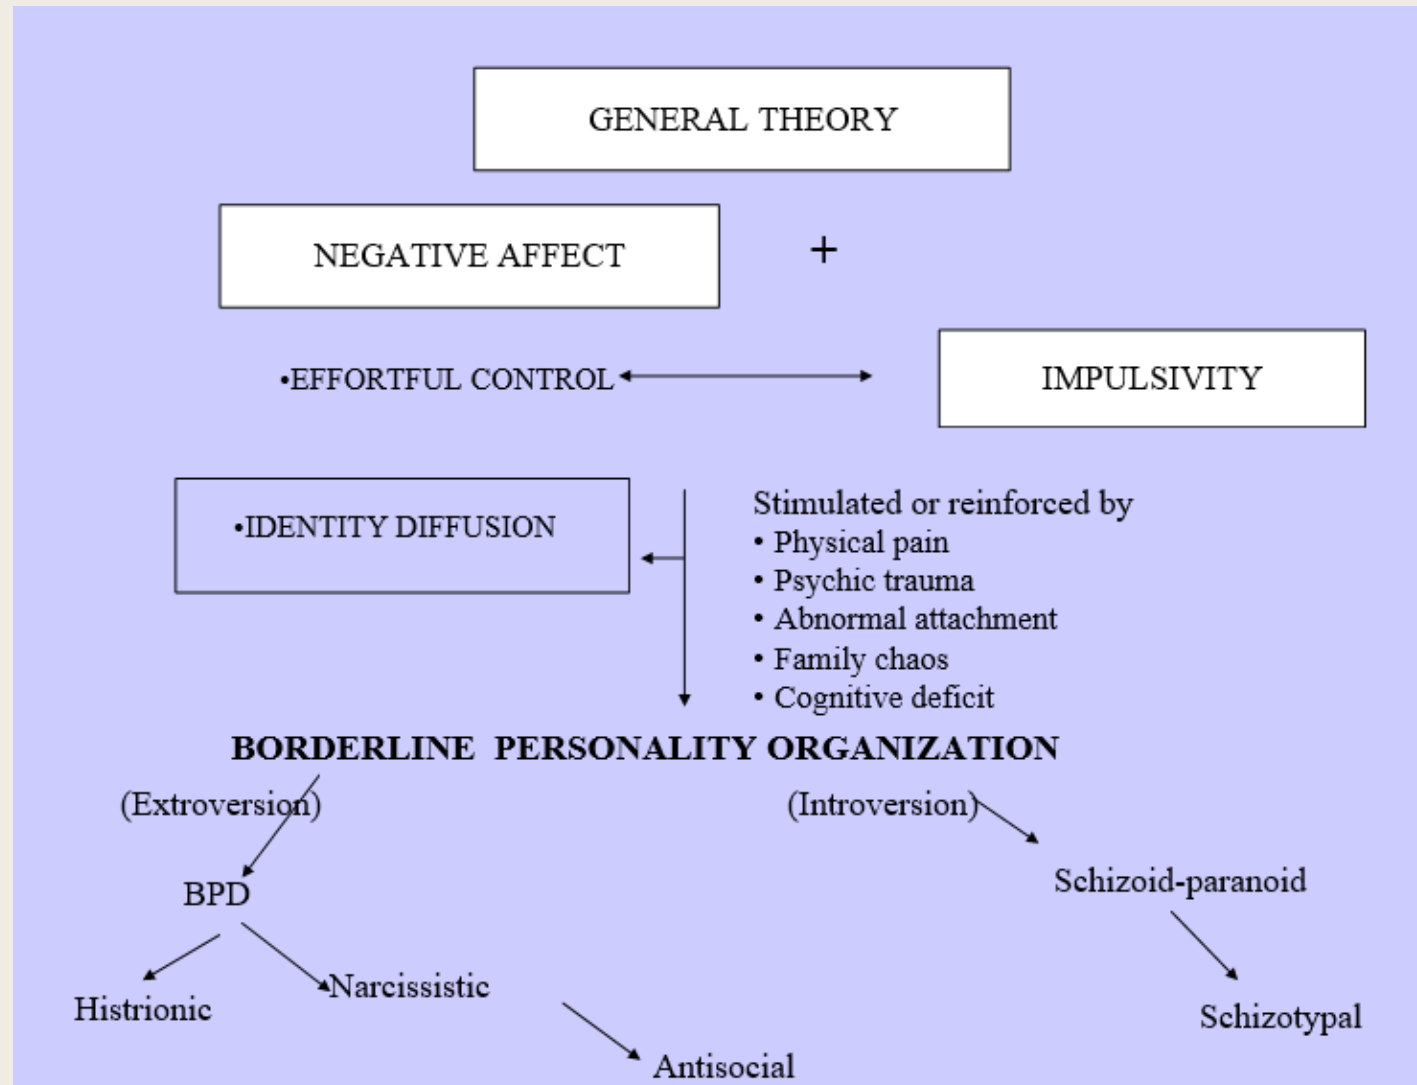 GENERAL THEORY
NEGATIVE AFFECT
+
•EFFORTFUL CONTROL
IMPULSIVITY
•IDENTITY DIFFUSION
Stimulated or reinforced by
• Physical pain
• Psychic trauma
• Abnormal attachment
• Family chaos
• Cognitive deficit
BORDERLINE PERSONALITY ORGANIZATION
(Extroversion)
(Introversion)
BPD
Schizoid-paranoid
Histrionic
Narcissistic
Schizotypal
Antisocial